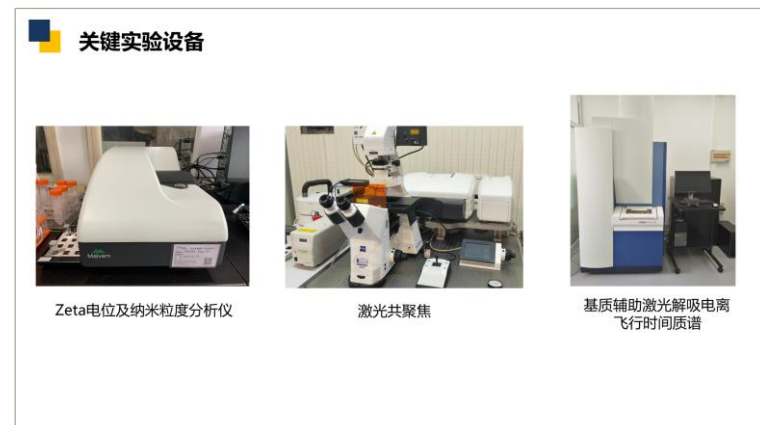 关键实验设备
Malvern
ZEISS
Zeta电位及纳米粒度分析仪
激光共聚焦
基质辅助激光解吸电离
飞行时间质谱